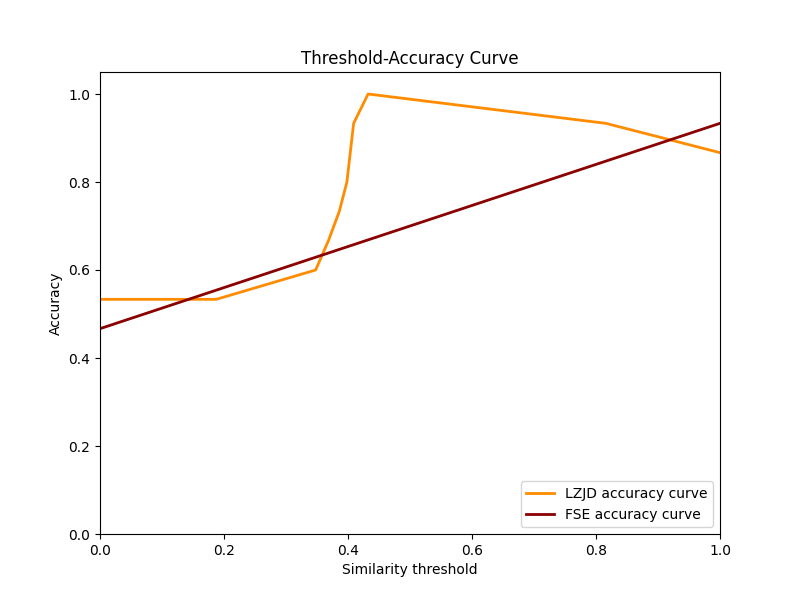 Threshold-Accuracy Curve
Accuracy
1.0
0.8
0.6
0.4
0.2
0.0
0.0 0.2 0.4 0.6 0.8 1.0
Similarity threshold
LZJD accuracy curve
FSE accuracy curve